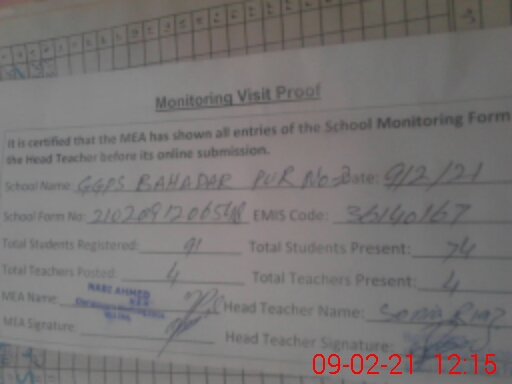 Monitoring Visit Proof
It is certified that the MEA has shown all entries of the School Monitoring Form
the Head Teacher before its online submission.
School Name: GGPS BAHADAR PUR No-2 Date: 9/2/21
School Form No: EMIS Code: 36140167
Total Students Registered: 91 Total Students Present: 74
Total Teachers Posted: 4 Total Teachers Present: 4
MEA Name: AHMED Head Teacher Name: Sonia Riaz
MEA Signature: Head Teacher Signature:
09-02-21 12:15